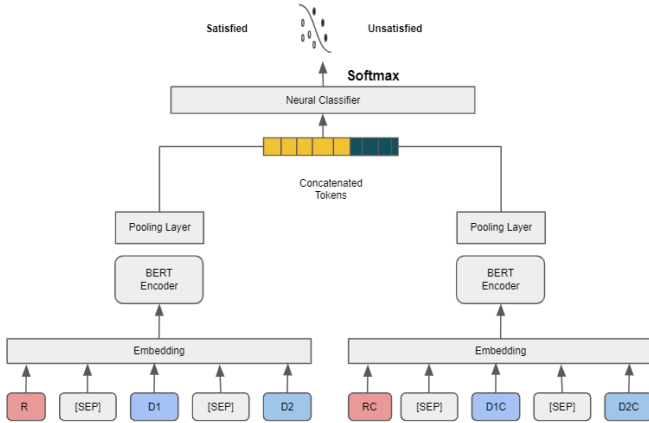 Satisfied
Unsatisfied
Softmax
Neural Classifier
Concatenated
Tokens
Pooling Layer
Pooling Layer
BERT
Encoder
BERT
Encoder
Embedding
Embedding
R
[SEP]
D1
[SEP]
D2
RC
[SEP]
D1C
[SEP]
D2C